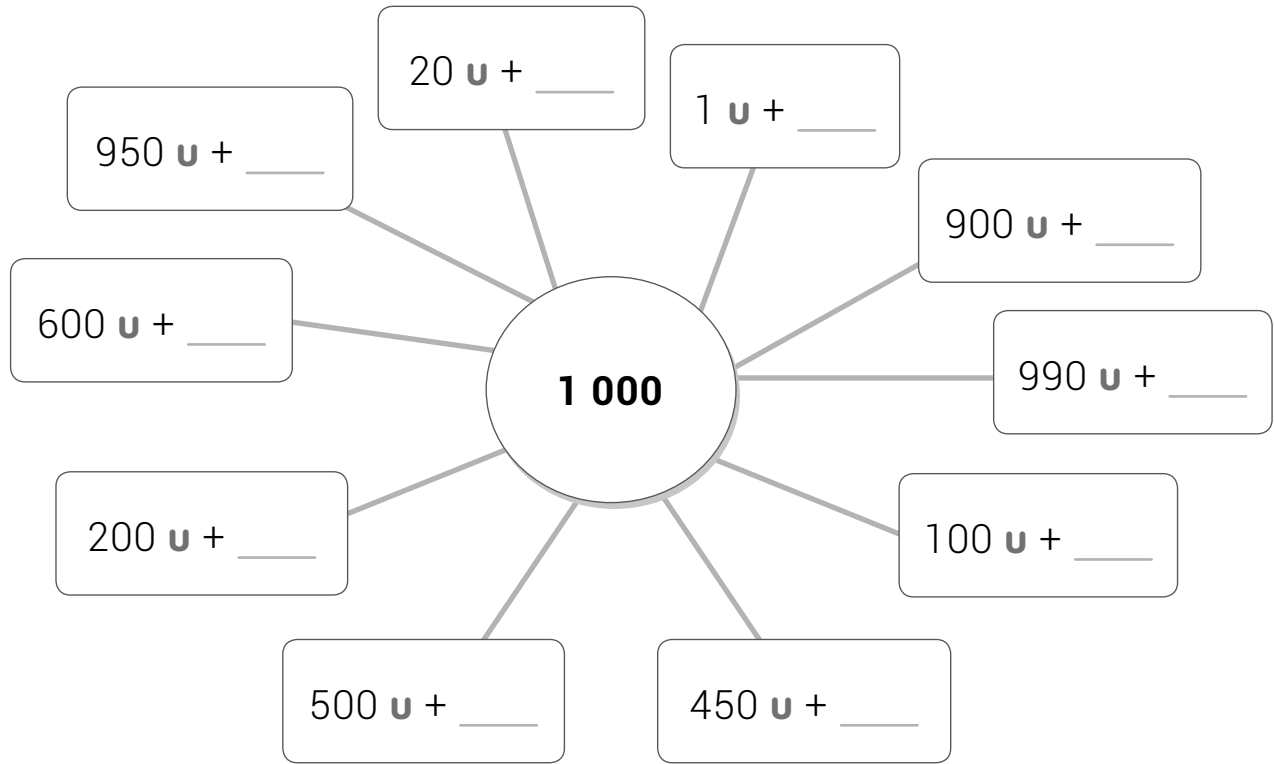 20 u + ____
1 u + ____
950 u + ____
900 u + ____
600 u + ____
990 u + ____
1 000
200 u + ____
100 u + ____
500 u + ____
450 u + ____